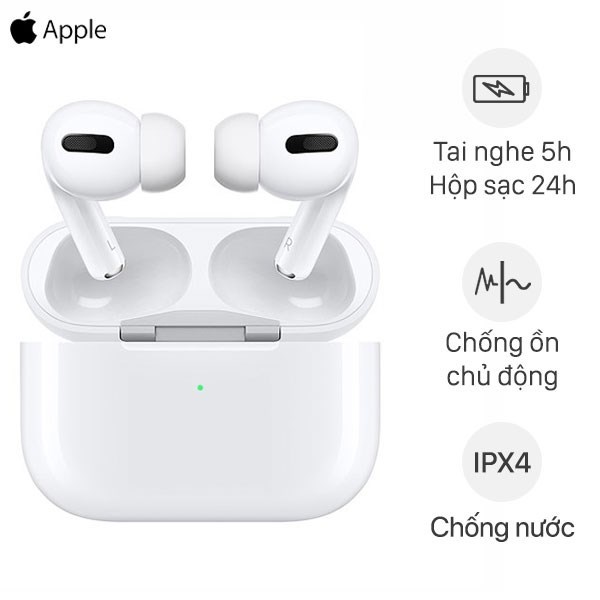 Apple
L
R
Tai nghe 5h
Hộp sạc 24h
Chống ồn
chủ động
IPX4
Chống nước